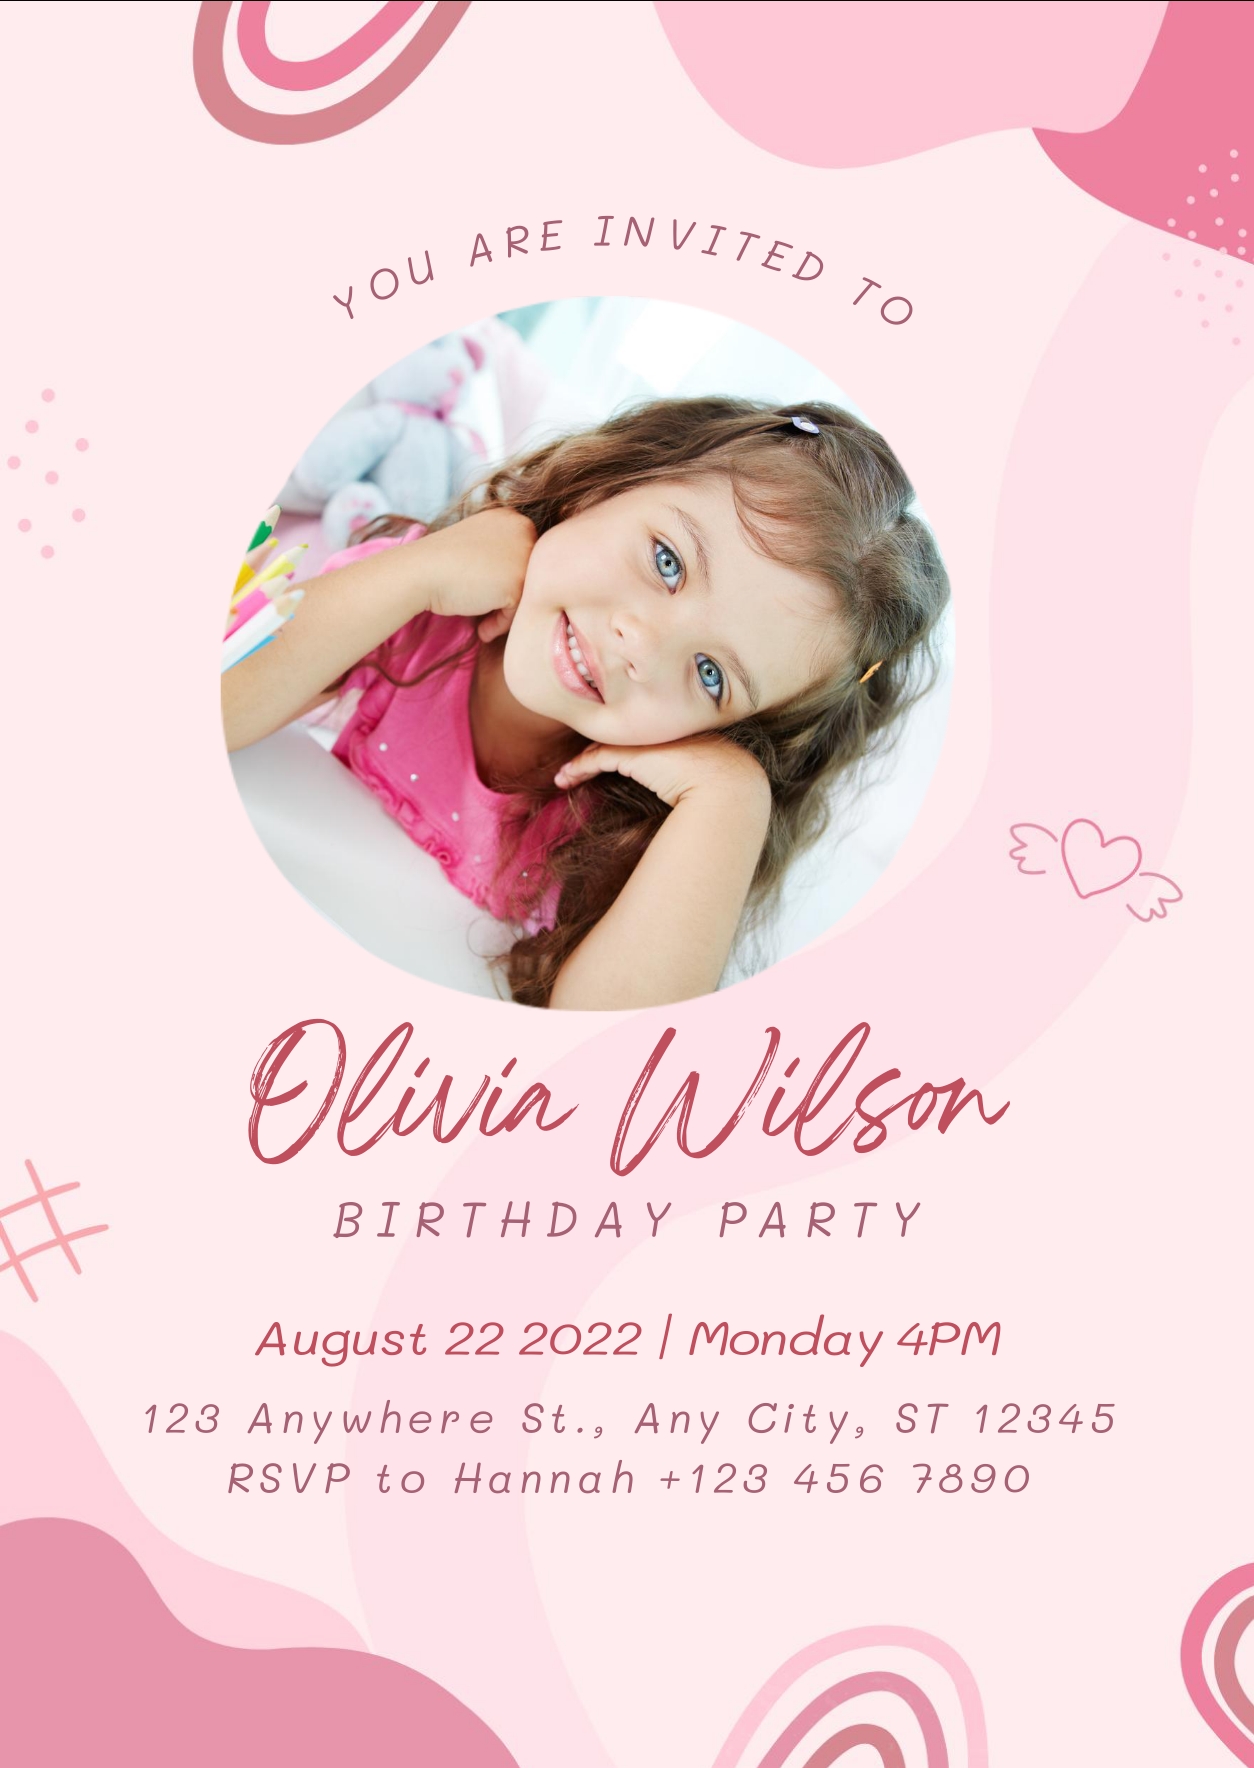 YOU ARE INVITED TO
Olivia Wilson
BIRTHDAY PARTY
August 22 2022 | Monday 4PM
123 Anywhere St., Any City, ST 12345
RSVP to Hannah +123 456 7890